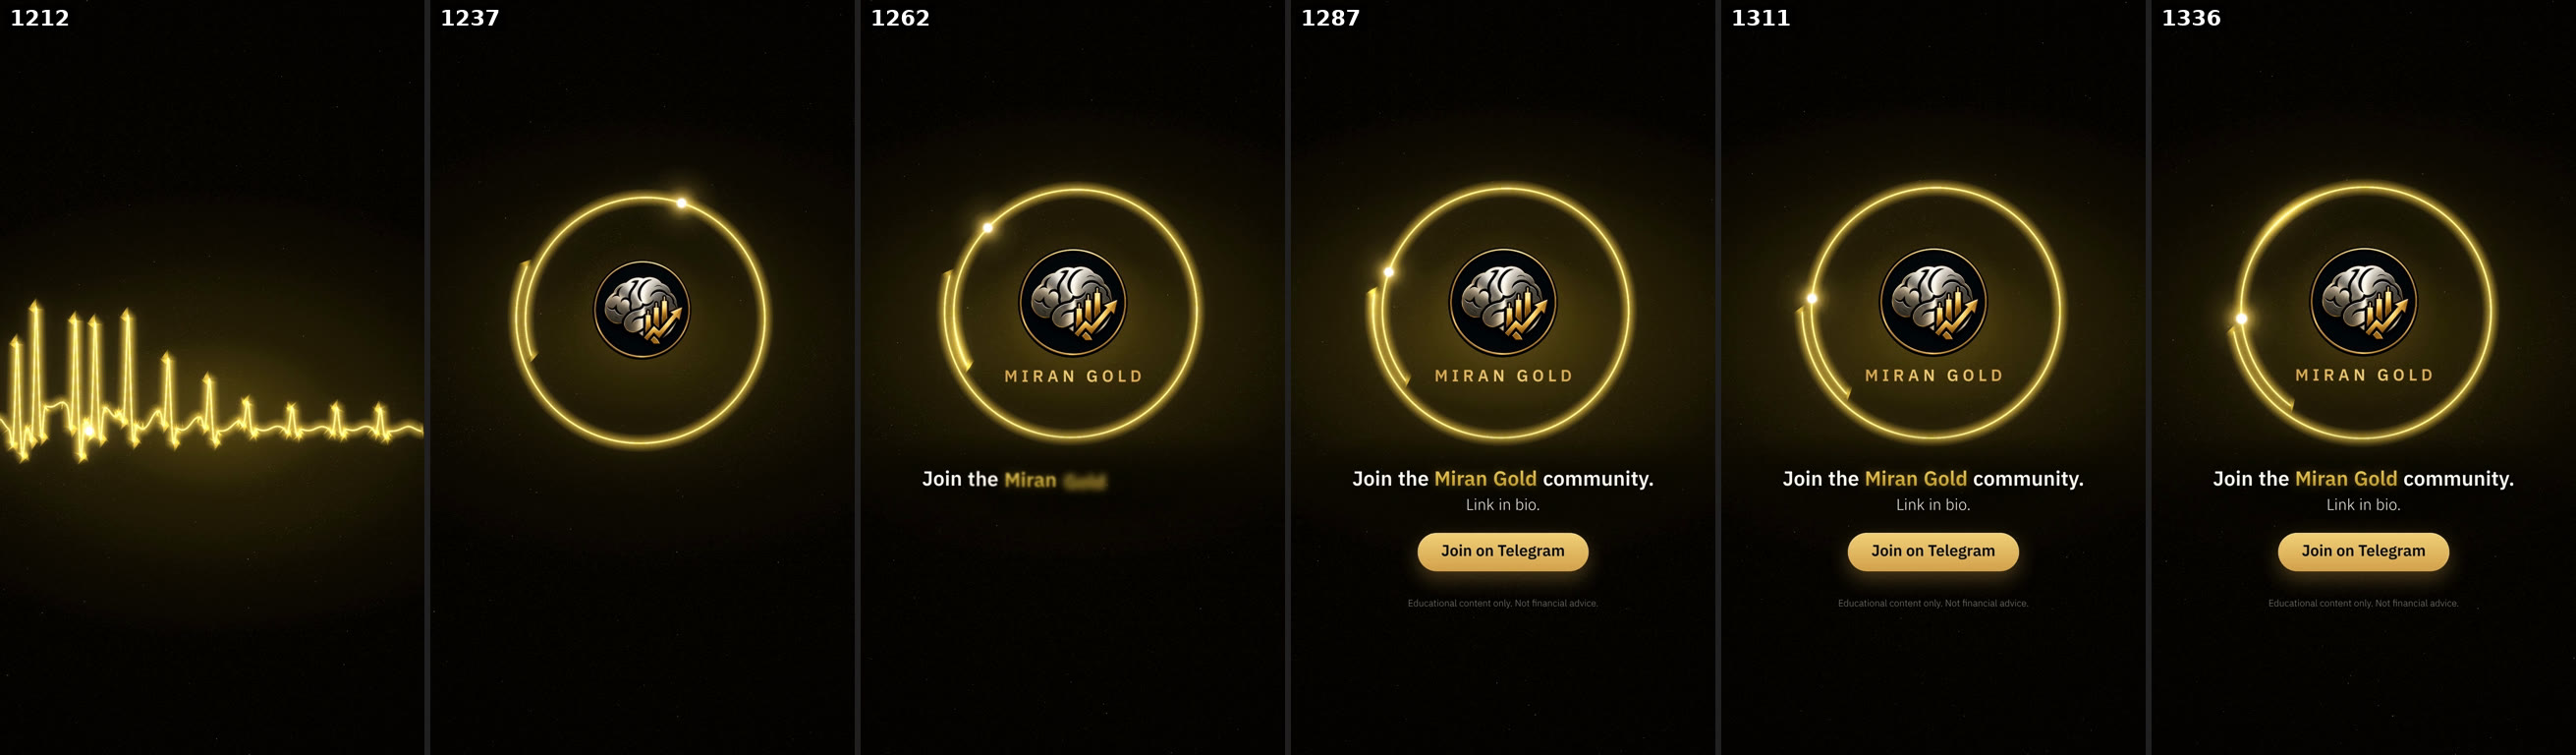 1212
1237
1262
1287
1311
1336
MIRAN GOLD
Join the Miran Gold
MIRAN GOLD
Join the Miran Gold community.
Link in bio.
Join on Telegram
Educational content only. Not financial advice.
MIRAN GOLD
Join the Miran Gold community.
Link in bio.
Join on Telegram
Educational content only. Not financial advice.
MIRAN GOLD
Join the Miran Gold community.
Link in bio.
Join on Telegram
Educational content only. Not financial advice.